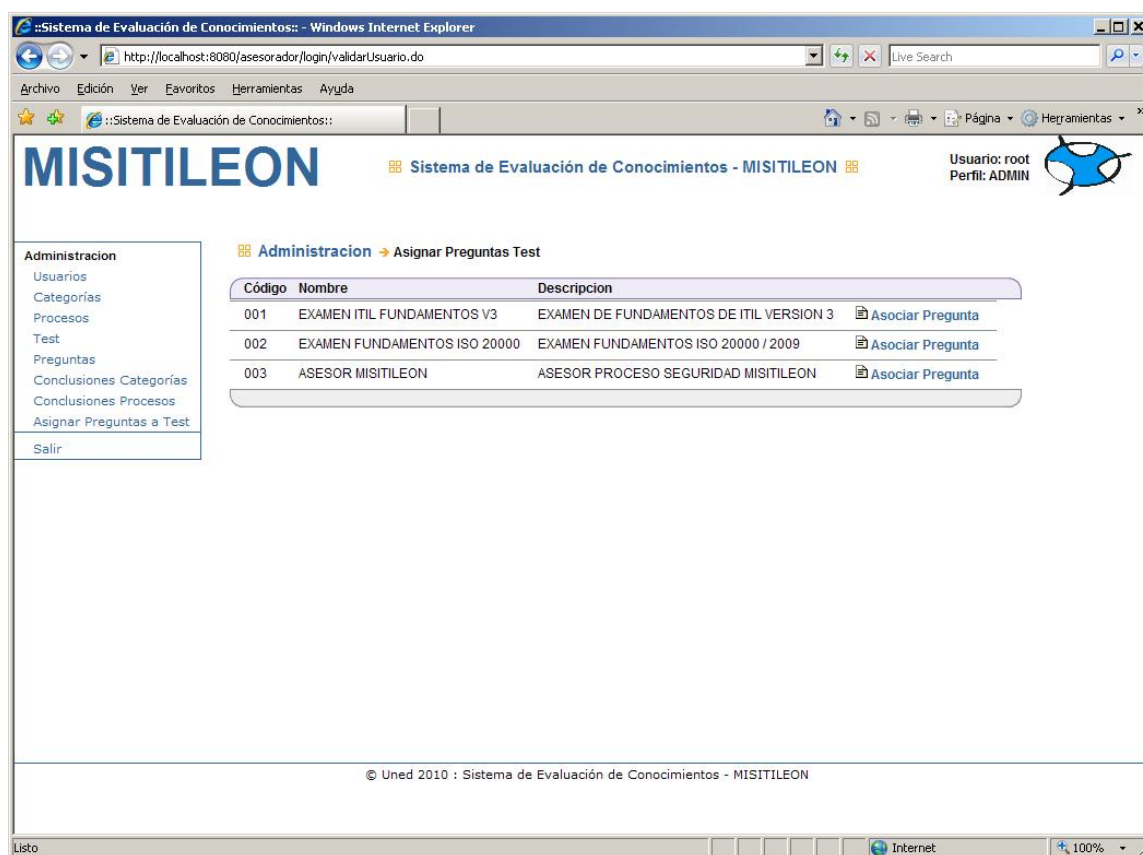 ::Sistema de Evaluación de Conocimientos:: - Windows Internet Explorer
http://localhost:8080/asesorador/login/validarUsuario.do
Live Search
Archivo Edición Ver Favoritos Herramientas Ayuda
::Sistema de Evaluación de Conocimientos::
Página Herramientas »
MISITILEON
Sistema de Evaluación de Conocimientos - MISITILEON
Usuario: root
Perfil: ADMIN
Administracion
Usuarios
Categorías
Procesos
Test
Preguntas
Conclusiones Categorías
Conclusiones Procesos
Asignar Preguntas a Test
Salir
Administracion Asignar Preguntas Test
Código Nombre Descripcion
001 EXAMEN ITIL FUNDAMENTOS V3 EXAMEN DE FUNDAMENTOS DE ITIL VERSION 3 Asociar Pregunta
002 EXAMEN FUNDAMENTOS ISO 20000 EXAMEN FUNDAMENTOS ISO 20000 / 2009 Asociar Pregunta
003 ASESOR MISITILEON ASESOR PROCESO SEGURIDAD MISITILEON Asociar Pregunta
© Uned 2010 : Sistema de Evaluación de Conocimientos - MISITILEON
Listo Internet 100%